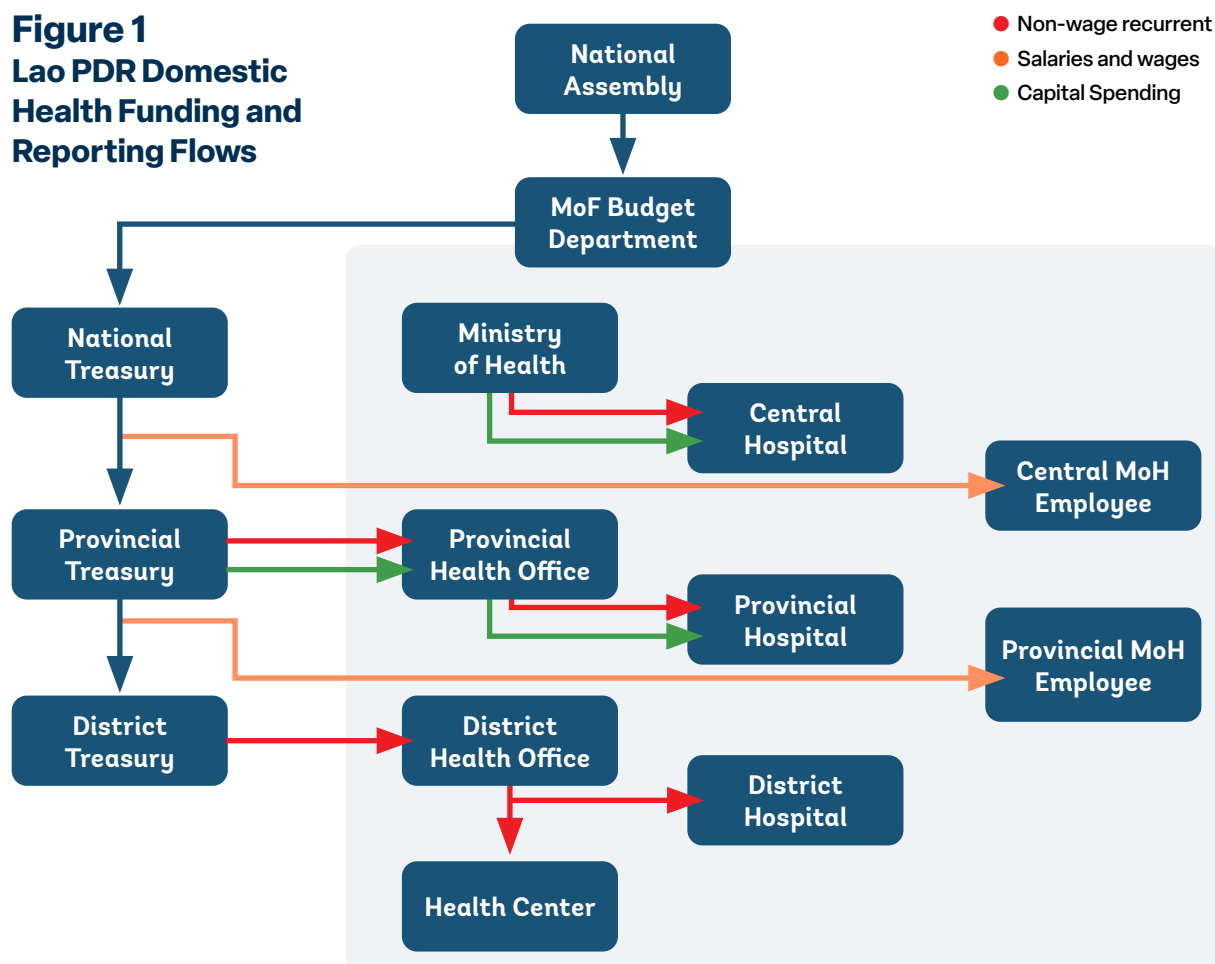 Figure 1
Lao PDR Domestic
Health Funding and
Reporting Flows
Non-wage recurrent
Salaries and wages
Capital Spending
National
Assembly
MoF Budget
Department
National
Treasury
Ministry
of Health
Central
Hospital
Central MoH
Employee
Provincial
Treasury
Provincial
Health Office
Provincial
Hospital
Provincial MoH
Employee
District
Treasury
District
Health Office
District
Hospital
Health Center